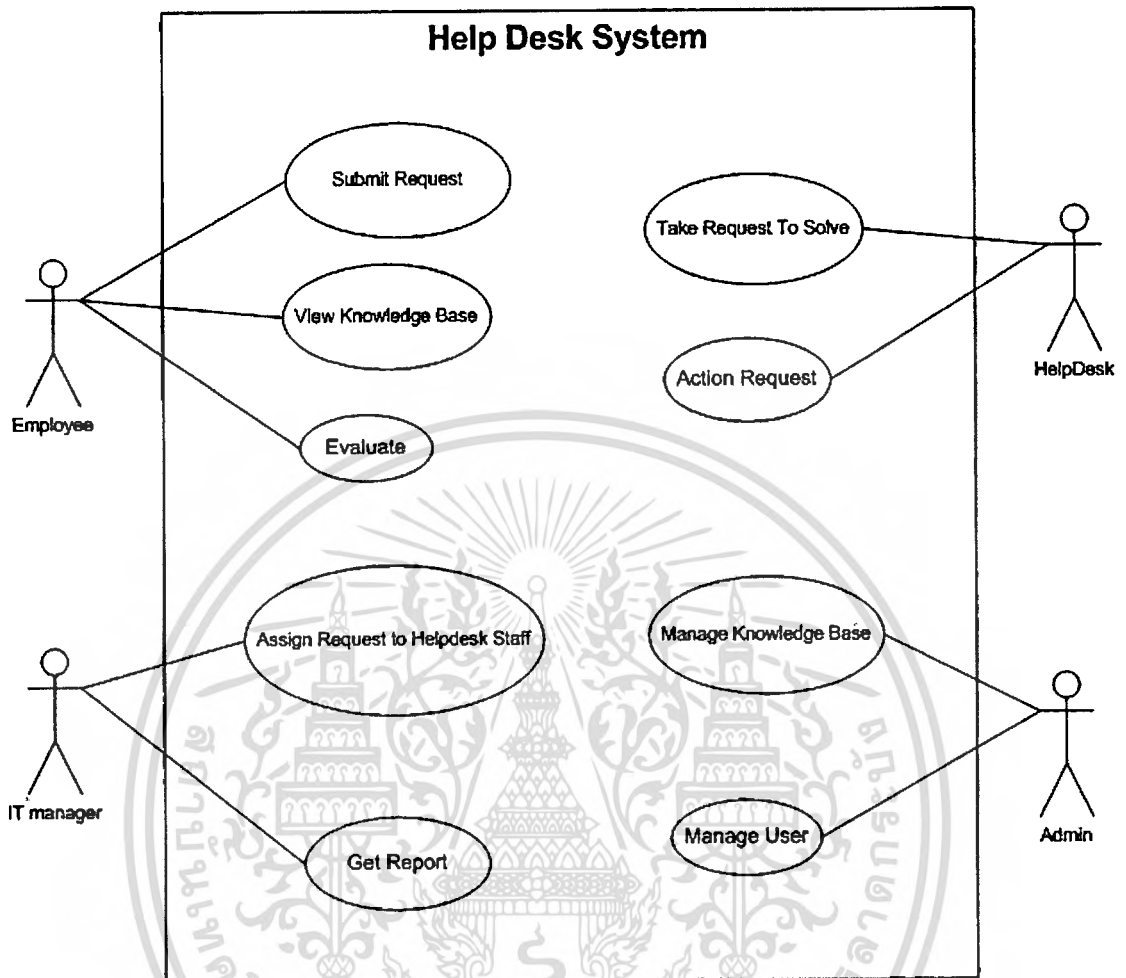 Help Desk System
Submit Request
Take Request To Solve
View Knowledge Base
Action Request
HelpDesk
Employee
Evaluate
Assign Request to Helpdesk Staff
Manage Knowledge Base
IT manager
Admin
Manage User
Get Report